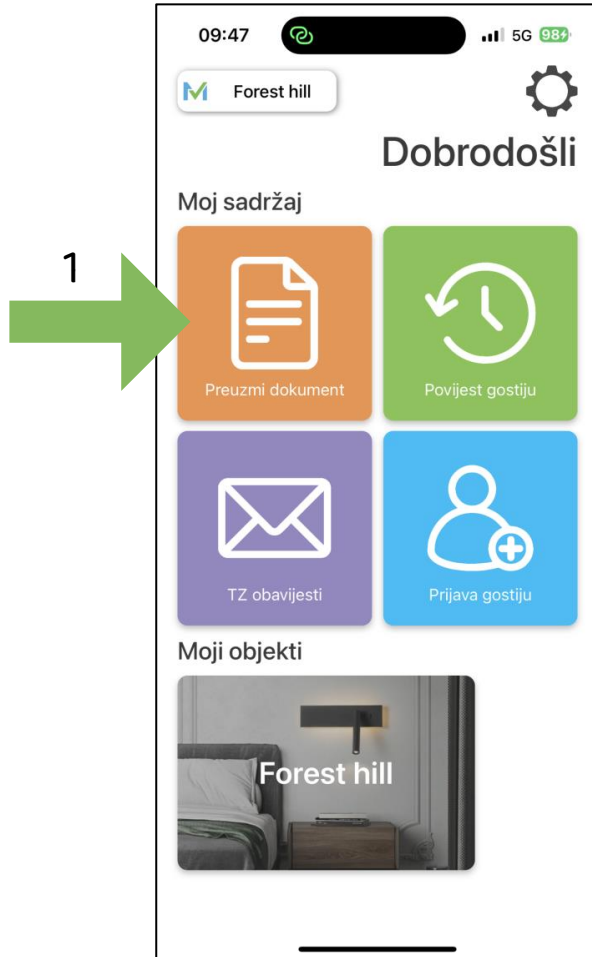 09:47
5G 98
Forest hill
Dobrodošli
Moj sadržaj
1
Preuzmi dokument
Povijest gostiju
TZ obavijesti
Prijava gostiju
Moji objekti
Forest hill